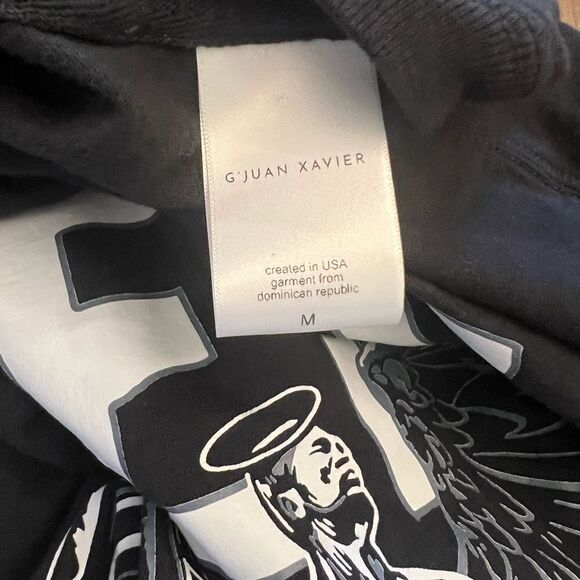 G'JUAN XAVIER
created in USA
garment from
dominican republic
M